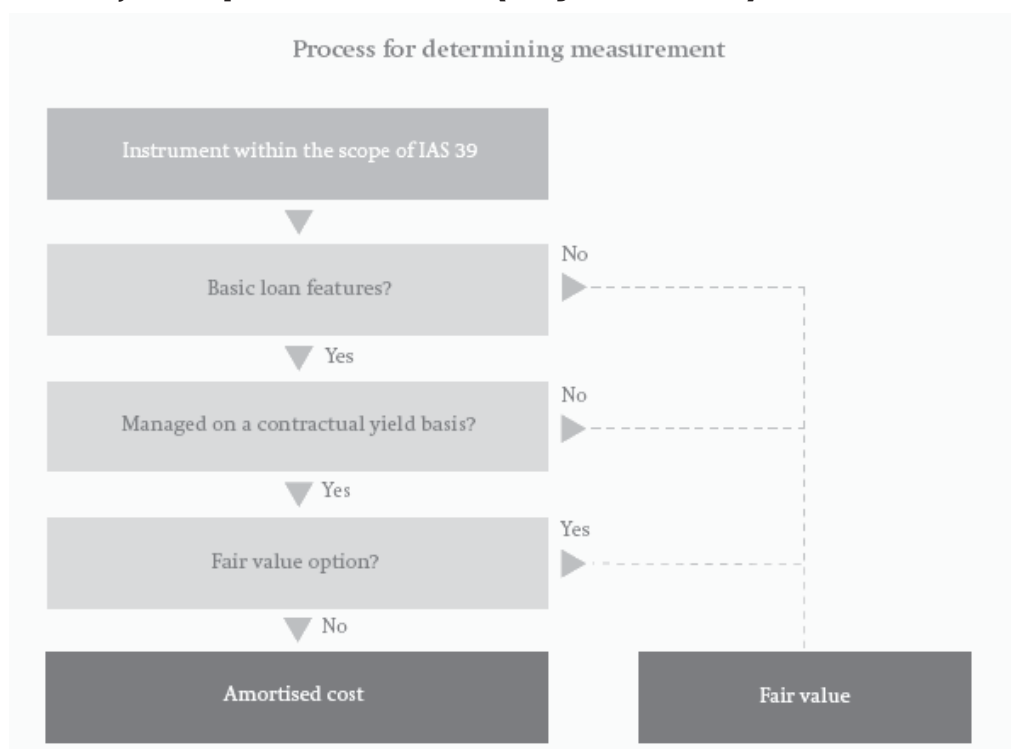 Process for determining measurement
Instrument within the scope of IAS 39
Basic loan features?
No
Yes
Managed on a contractual yield basis?
No
Yes
Fair value option?
Yes
No
Amortised cost
Fair value